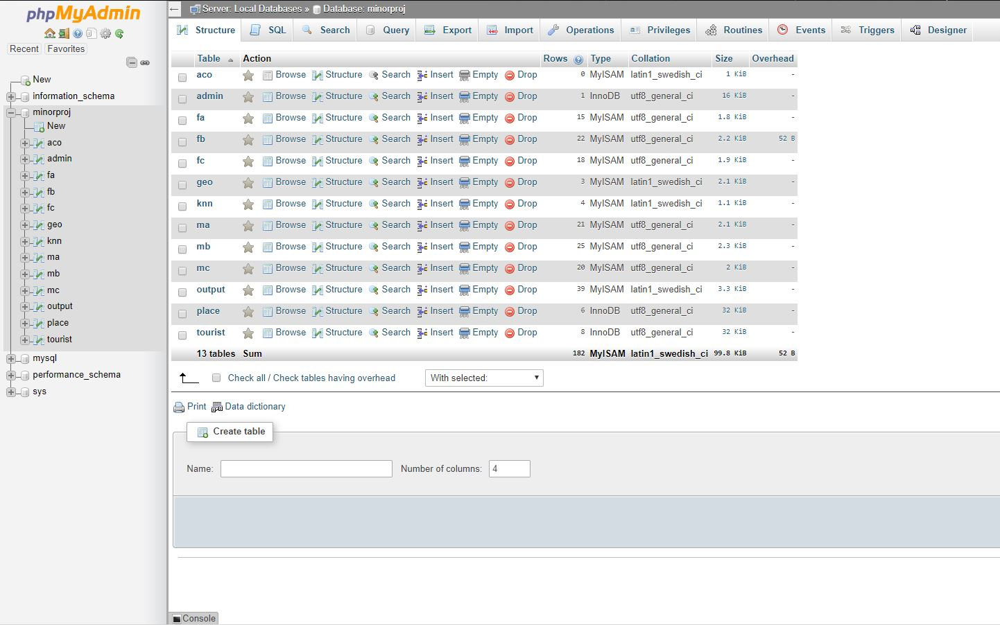 phpMyAdmin
Recent Favorites
New
information_schema
minorproj
New
aco
admin
fa
fb
fc
geo
knn
ma
mb
mc
output
place
tourist
mysql
performance_schema
sys
← Server: Local Databases » Database: minorproj
Structure SQL Search Query Export Import Operations Privileges Routines Events Triggers Designer
Table Action Rows Type Collation Size Overhead
aco Browse Structure Search Insert Empty Drop 0 MyISAM latin1_swedish_ci 1 KiB -
admin Browse Structure Search Insert Empty Drop 1 InnoDB utf8_general_ci 16 KiB -
fa Browse Structure Search Insert Empty Drop 15 MyISAM utf8_general_ci 1.8 KiB -
fb Browse Structure Search Insert Empty Drop 22 MyISAM utf8_general_ci 2.2 KiB 52 B
fc Browse Structure Search Insert Empty Drop 18 MyISAM utf8_general_ci 1.9 KiB -
geo Browse Structure Search Insert Empty Drop 3 MyISAM latin1_swedish_ci 2.1 KiB -
knn Browse Structure Search Insert Empty Drop 4 MyISAM latin1_swedish_ci 1.1 KiB -
ma Browse Structure Search Insert Empty Drop 21 MyISAM utf8_general_ci 2.1 KiB -
mb Browse Structure Search Insert Empty Drop 25 MyISAM utf8_general_ci 2.3 KiB -
mc Browse Structure Search Insert Empty Drop 20 MyISAM utf8_general_ci 2 KiB -
output Browse Structure Search Insert Empty Drop 39 MyISAM latin1_swedish_ci 3.3 KiB -
place Browse Structure Search Insert Empty Drop 6 InnoDB utf8_general_ci 32 KiB -
tourist Browse Structure Search Insert Empty Drop 8 InnoDB utf8_general_ci 32 KiB -
13 tables Sum 182 MyISAM latin1_swedish_ci 99.8 KiB 52 B
Check all / Check tables having overhead With selected:
Print Data dictionary
Create table
Name: Number of columns: 4
Console